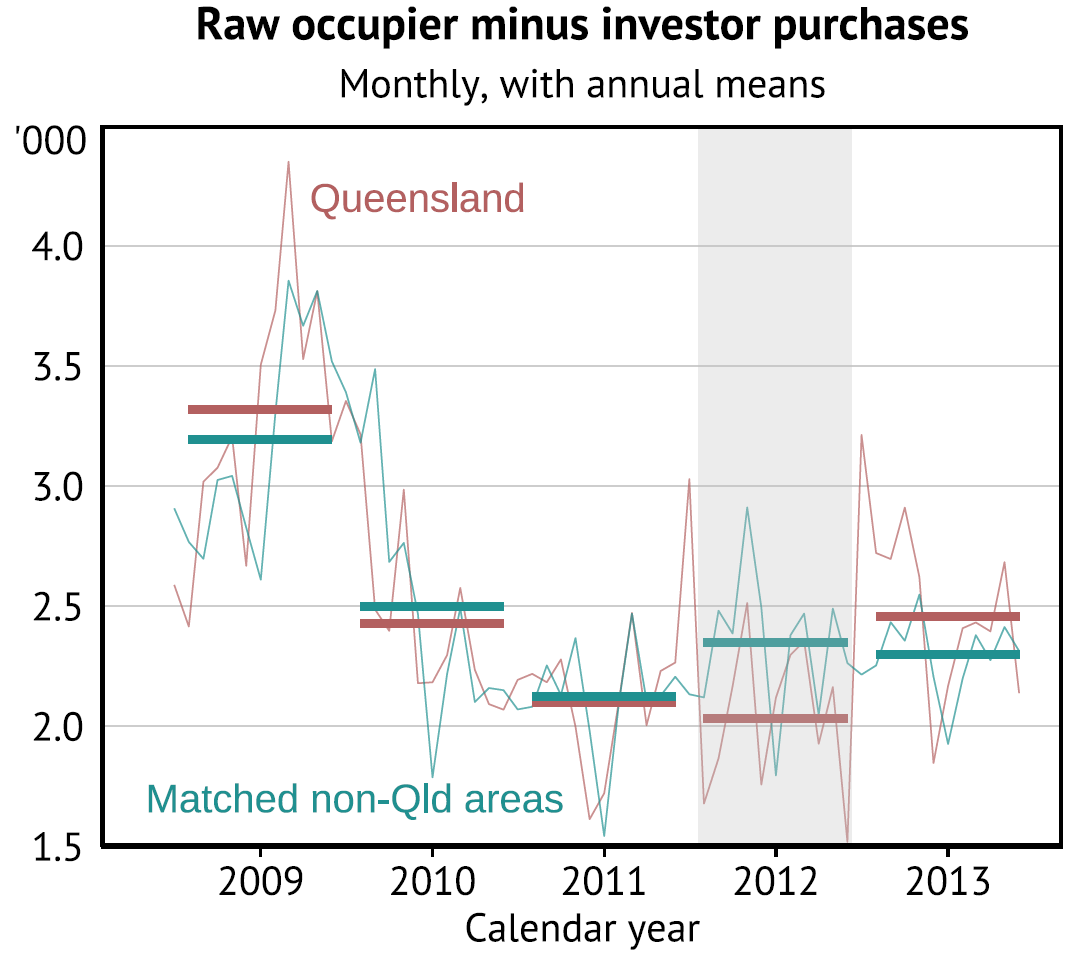 Raw occupier minus investor purchases
Monthly, with annual means
'000
Queensland
4.0
3.5
3.0
2.5
2.0
Matched non-Qld areas
1.5
2009 2010 2011 2012 2013
Calendar year